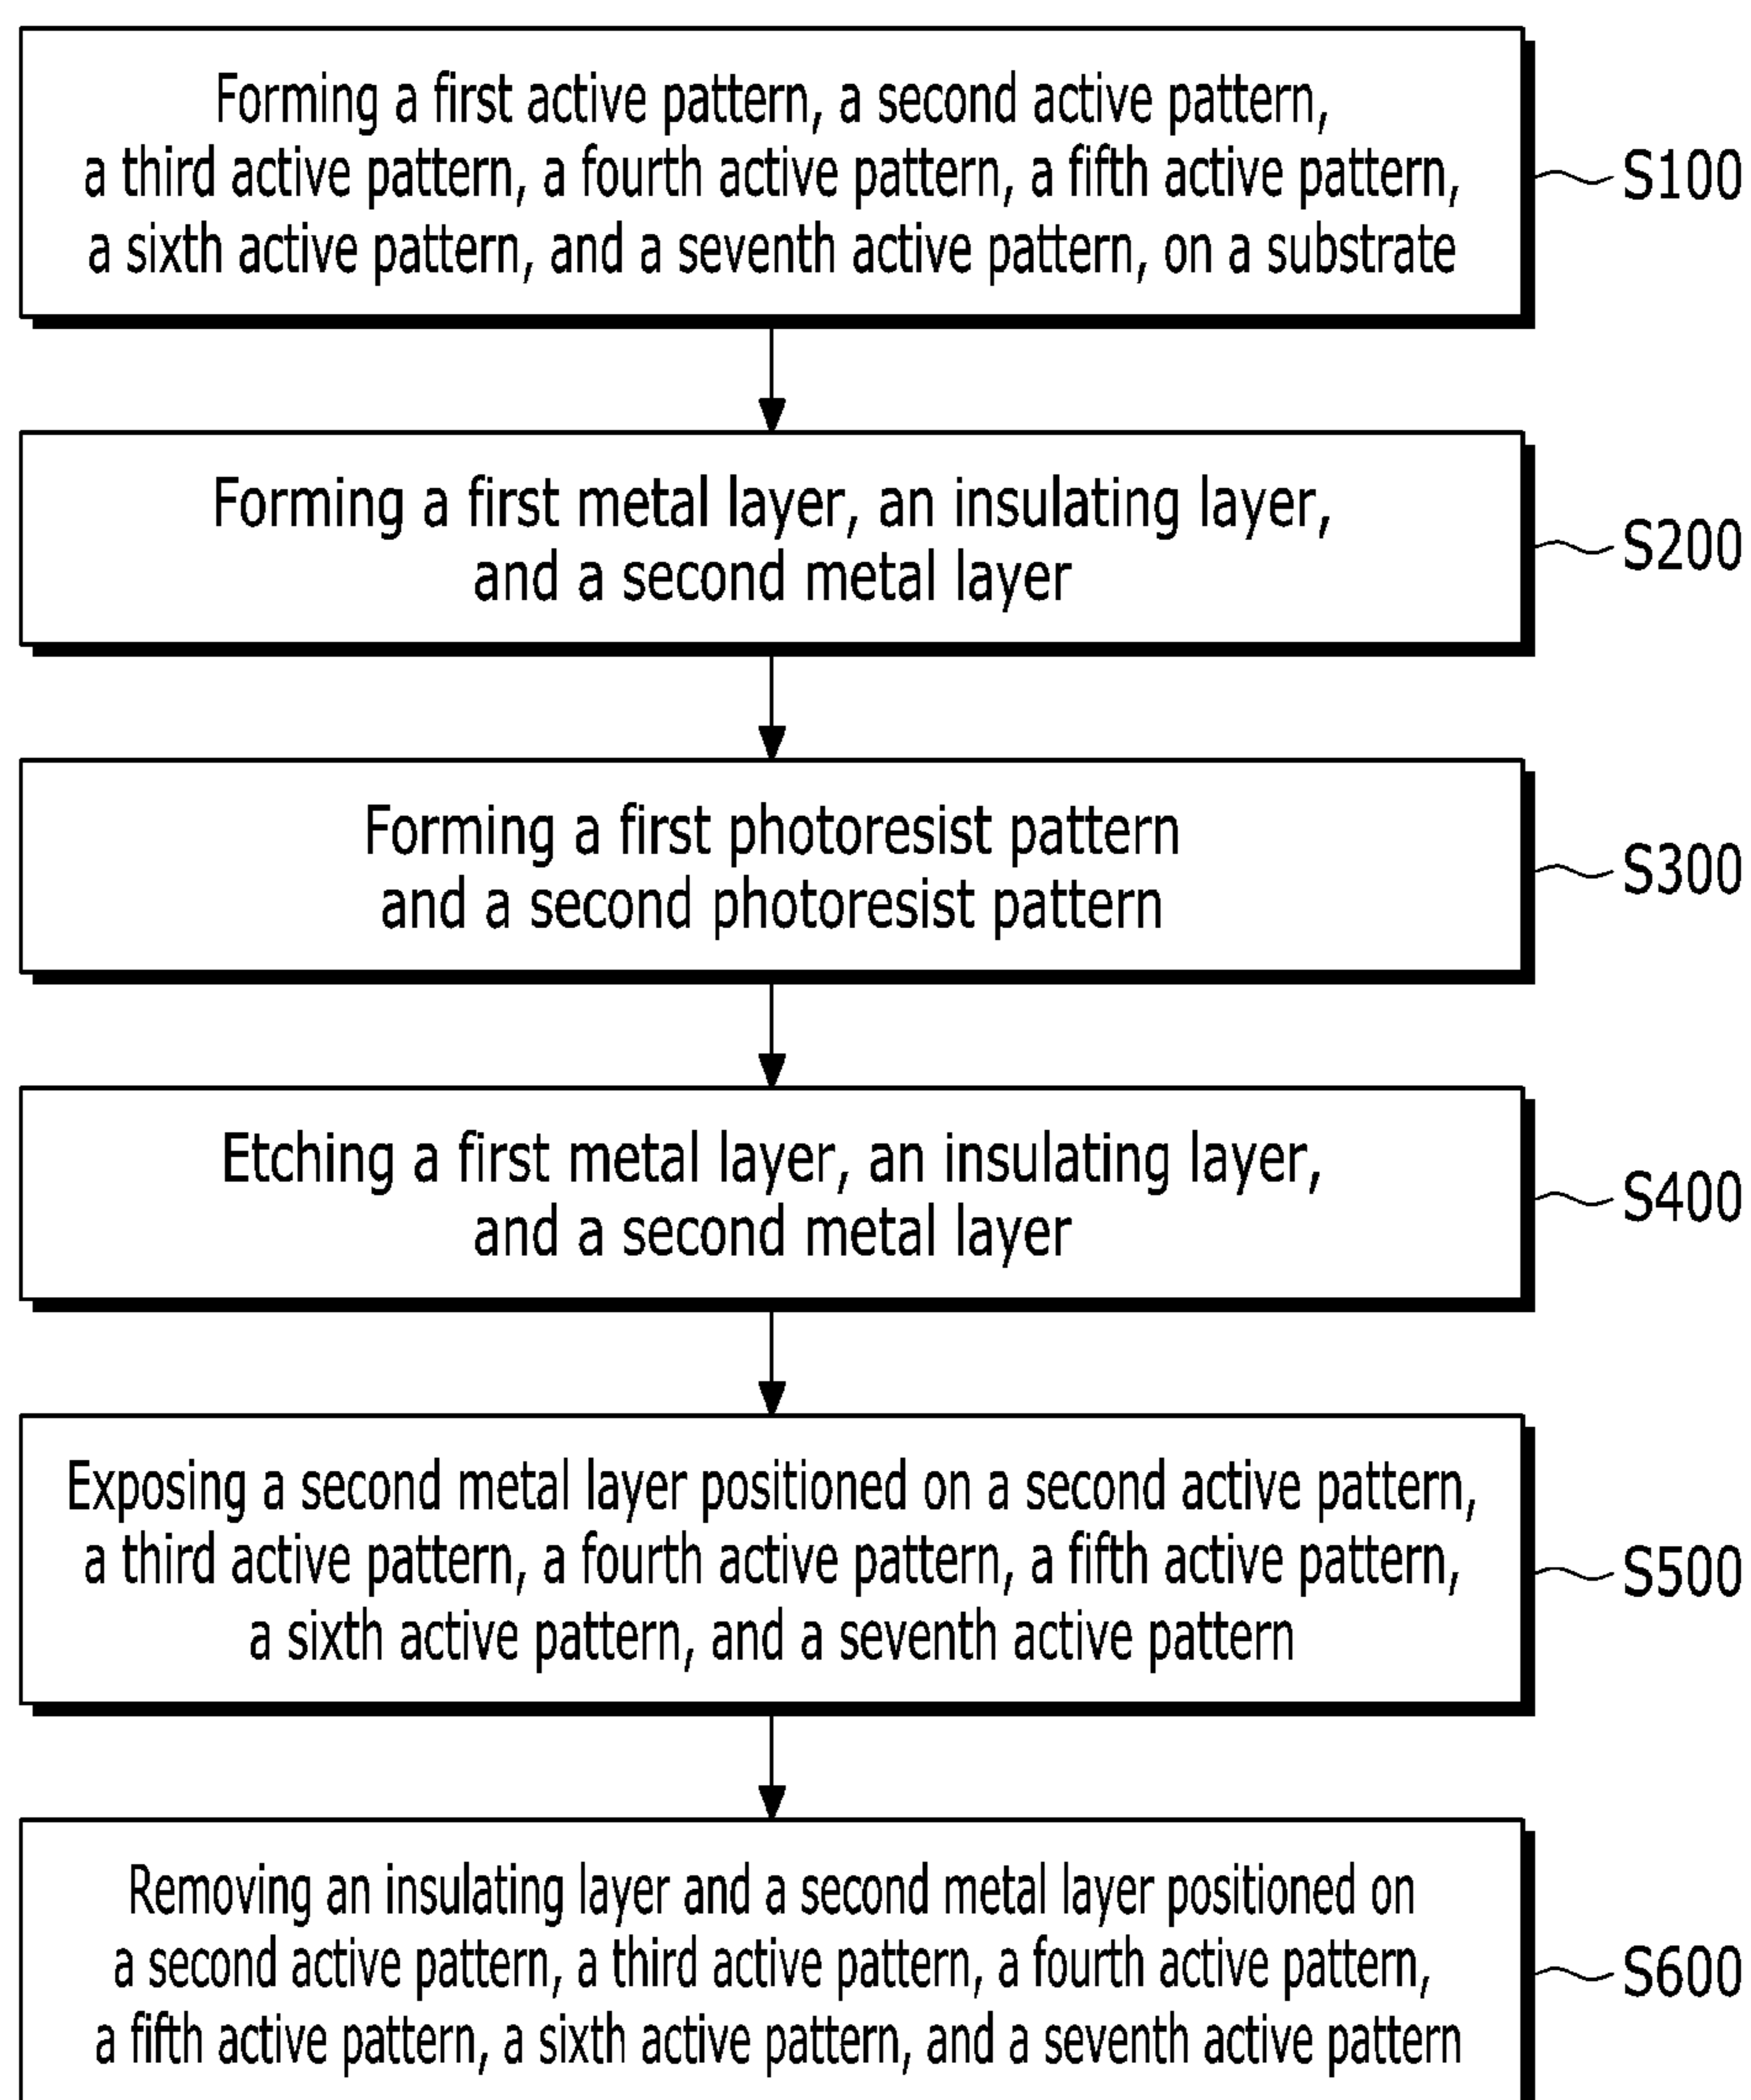 Forming a first active pattern, a second active pattern,
a third active pattern, a fourth active pattern, a fifth active pattern,
a sixth active pattern, and a seventh active pattern, on a substrate
S100
Forming a first metal layer, an insulating layer,
and a second metal layer
S200
Forming a first photoresist pattern
and a second photoresist pattern
S300
Etching a first metal layer, an insulating layer,
and a second metal layer
S400
Exposing a second metal layer positioned on a second active pattern,
a third active pattern, a fourth active pattern, a fifth active pattern,
a sixth active pattern, and a seventh active pattern
S500
Removing an insulating layer and a second metal layer positioned on
a second active pattern, a third active pattern, a fourth active pattern,
a fifth active pattern, a sixth active pattern, and a seventh active pattern
S600